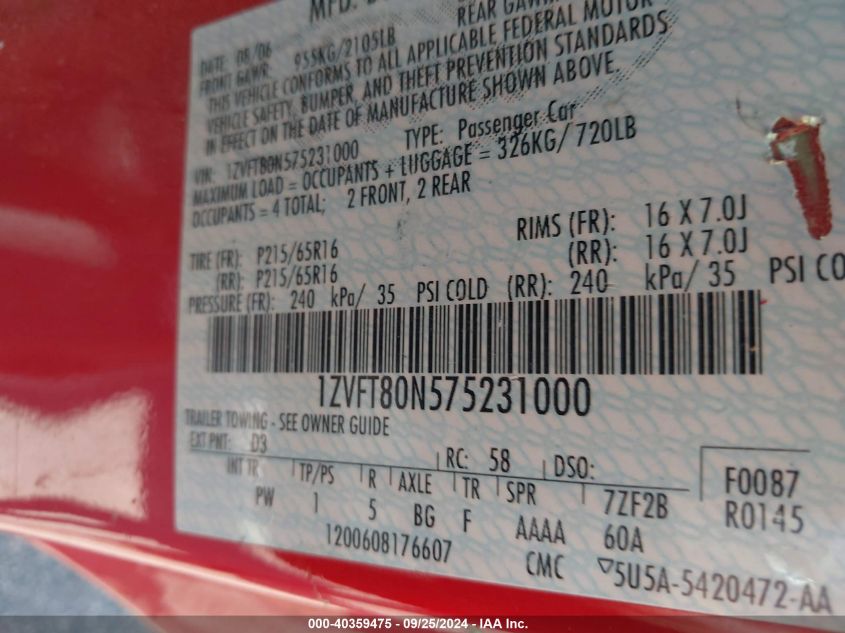 MFD.
REAR GAWR
DATE: 08/06
FRONT GAWR: 955KG/2105LB
THIS VEHICLE CONFORMS TO ALL APPLICABLE FEDERAL MOTOR
VEHICLE SAFETY, BUMPER, AND THEFT PREVENTION STANDARDS
IN EFFECT ON THE DATE OF MANUFACTURE SHOWN ABOVE.
VIN: 1ZVFT80N575231000 TYPE: Passenger Car
MAXIMUM LOAD = OCCUPANTS + LUGGAGE = 326KG/720LB
OCCUPANTS = 4 TOTAL; 2 FRONT, 2 REAR
RIMS (FR): 16 X 7.0J
TIRE (FR): P215/65R16 (RR): 16 X 7.0J
(RR): P215/65R16
PRESSURE (FR): 240 kPa/ 35 PSI COLD (RR): 240 kPa/ 35 PSI CO
1ZVFT80N575231000
TRAILER TOWING - SEE OWNER GUIDE
EXT PNT: D3 RC: 58 DSO: F0087
INT TR TP/PS R AXLE TR SPR 7ZF2B R0145
PW 1 5 BG F AAAA 60A
1200608176607 CMC ▽5U5A-5420472-AA
000-40359475 - 09/25/2024 - IAA Inc.